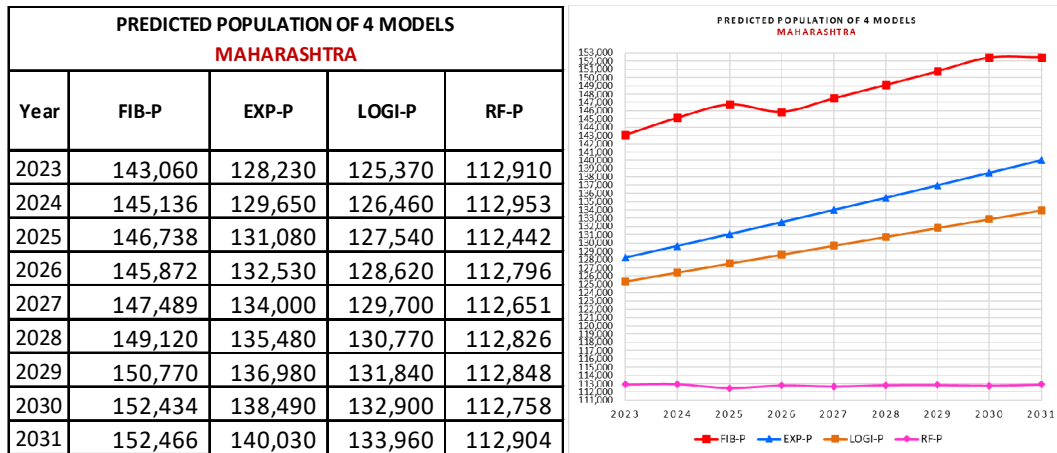 PREDICTED POPULATION OF 4 MODELS
MAHARASHTRA
Year FIB-P EXP-P LOGI-P RF-P
2023 143,060 128,230 125,370 112,910
2024 145,136 129,650 126,460 112,953
2025 146,738 131,080 127,540 112,442
2026 145,872 132,530 128,620 112,796
2027 147,489 134,000 129,700 112,651
2028 149,120 135,480 130,770 112,826
2029 150,770 136,980 131,840 112,848
2030 152,434 138,490 132,900 112,758
2031 152,466 140,030 133,960 112,904
PREDICTED POPULATION OF 4 MODELS
MAHARASHTRA
153,000
152,000
151,000
150,000
149,000
148,000
147,000
146,000
145,000
144,000
143,000
142,000
141,000
140,000
139,000
138,000
137,000
136,000
135,000
134,000
133,000
132,000
131,000
130,000
129,000
128,000
127,000
126,000
125,000
124,000
123,000
122,000
121,000
120,000
119,000
118,000
117,000
116,000
115,000
114,000
113,000
112,000
111,000
2023 2024 2025 2026 2027 2028 2029 2030 2031
FIB-P EXP-P LOGI-P RF-P